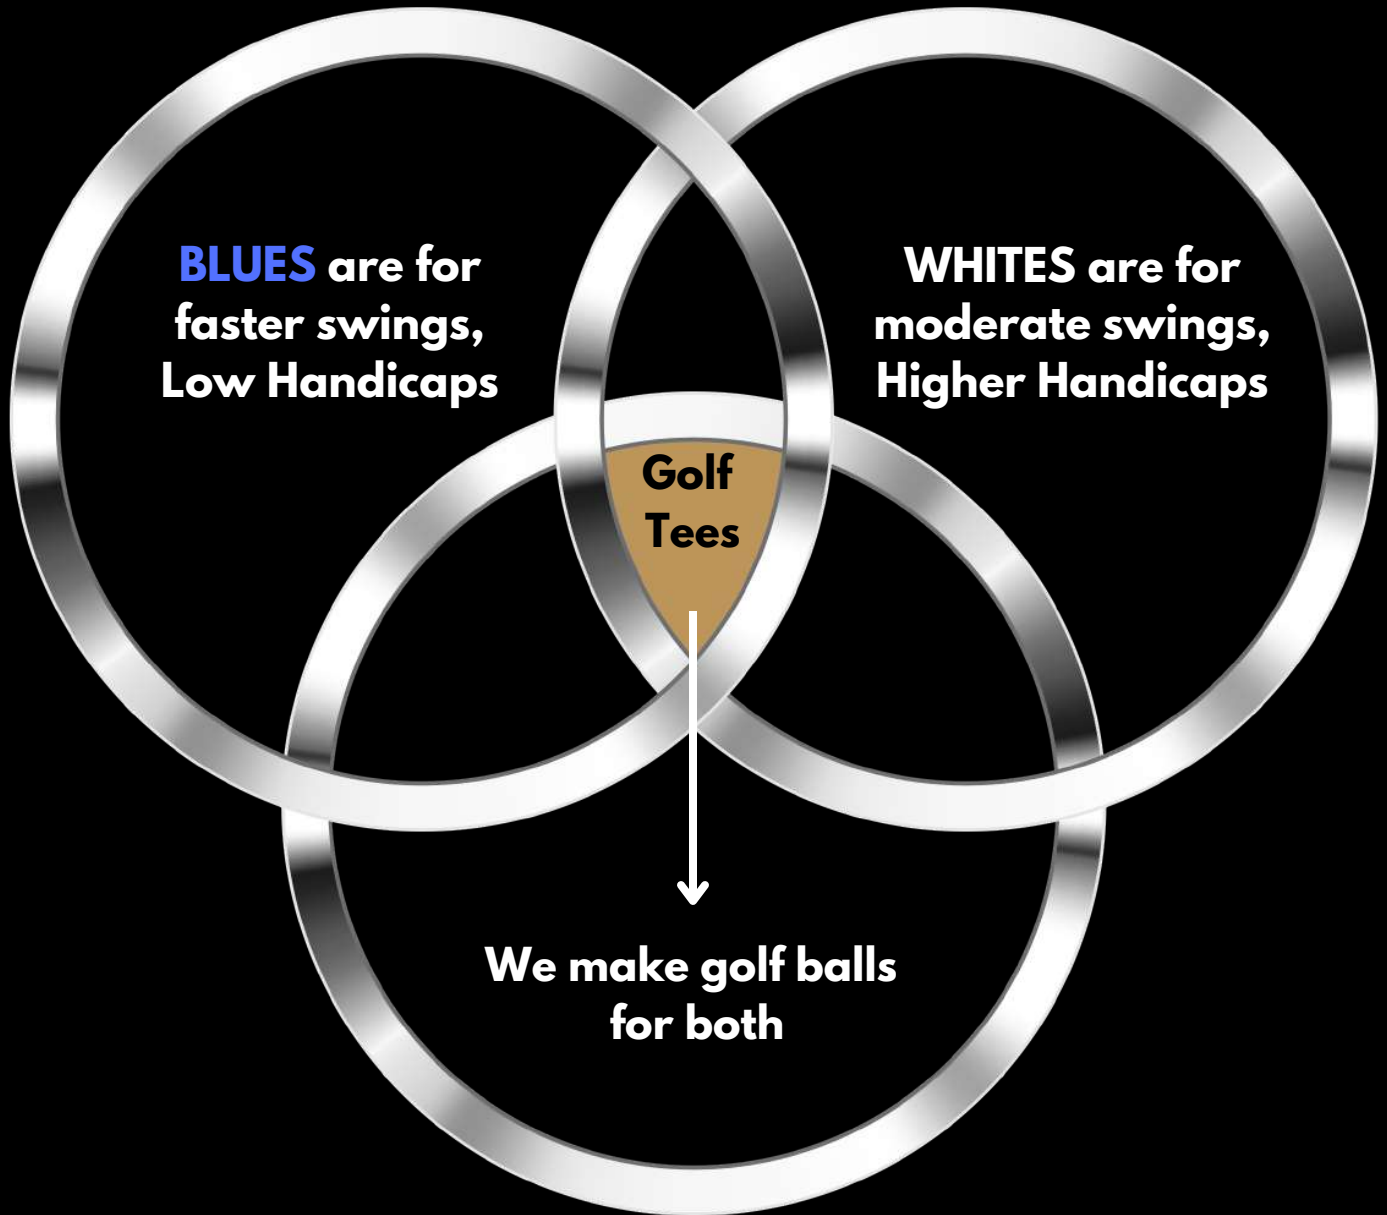 BLUES are for
faster swings,
Low Handicaps
WHITES are for
moderate swings,
Higher Handicaps
Golf
Tees
We make golf balls
for both